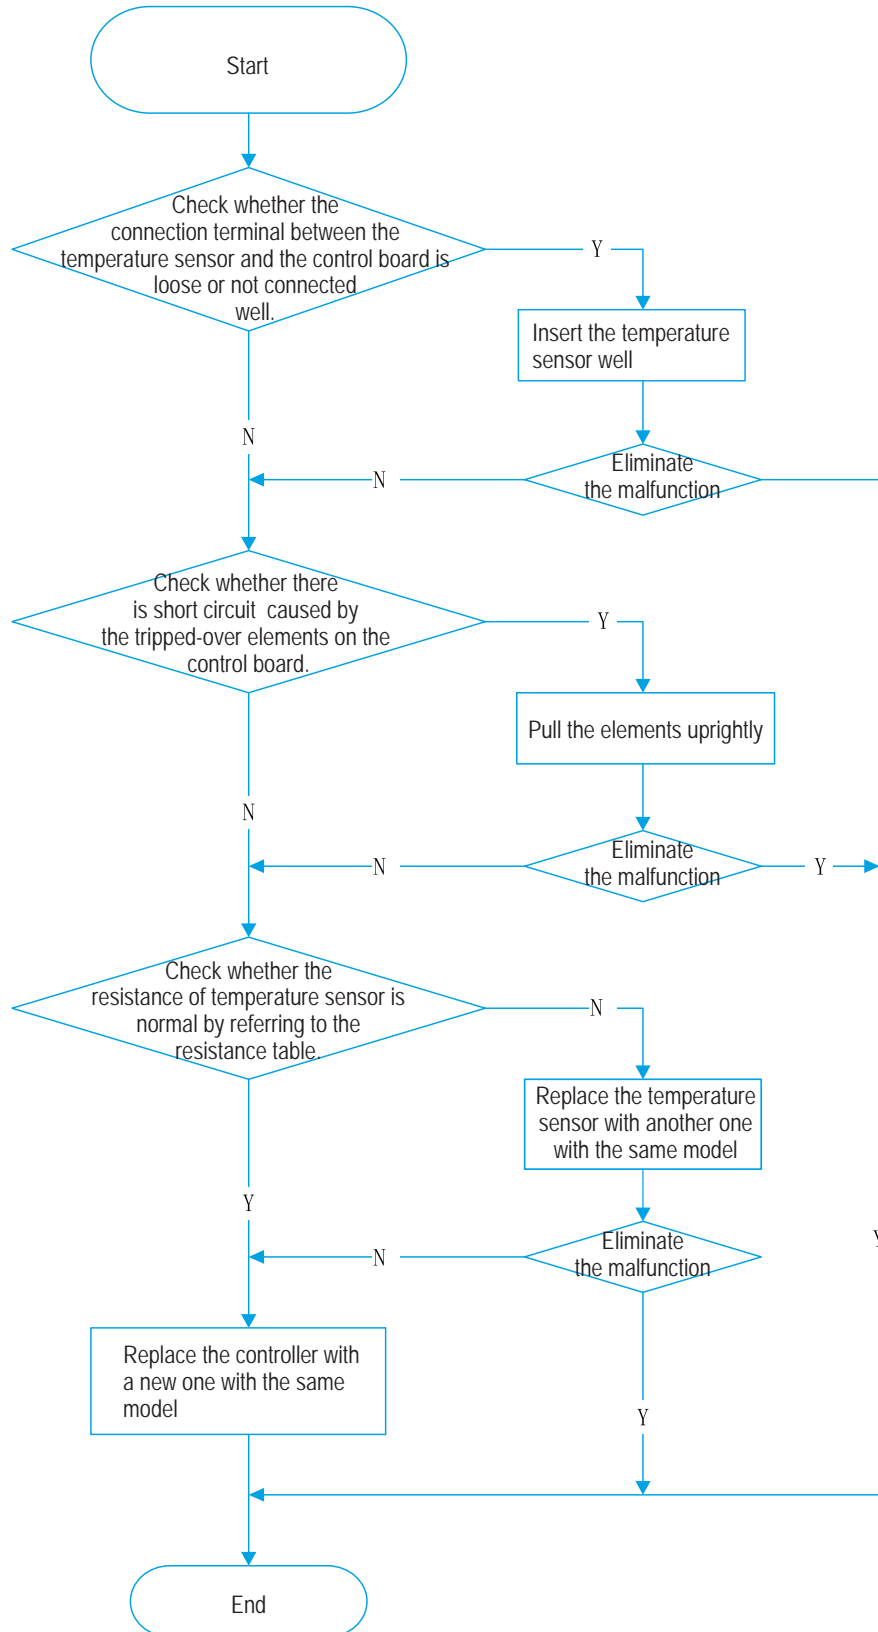 Start
Check whether the
connection terminal between the
temperature sensor and the control board is
loose or not connected
well.
Y
Insert the temperature
sensor well
N
Eliminate
the malfunction
N
Check whether there
is short circuit caused by
the tripped-over elements on the
control board.
Y
Pull the elements uprightly
N
Eliminate
the malfunction
N
Y
Check whether the
resistance of temperature sensor is
normal by referring to the
resistance table.
N
Replace the temperature
sensor with another one
with the same model
Y
Eliminate
the malfunction
N
Y
Replace the controller with
a new one with the same
model
Y
End